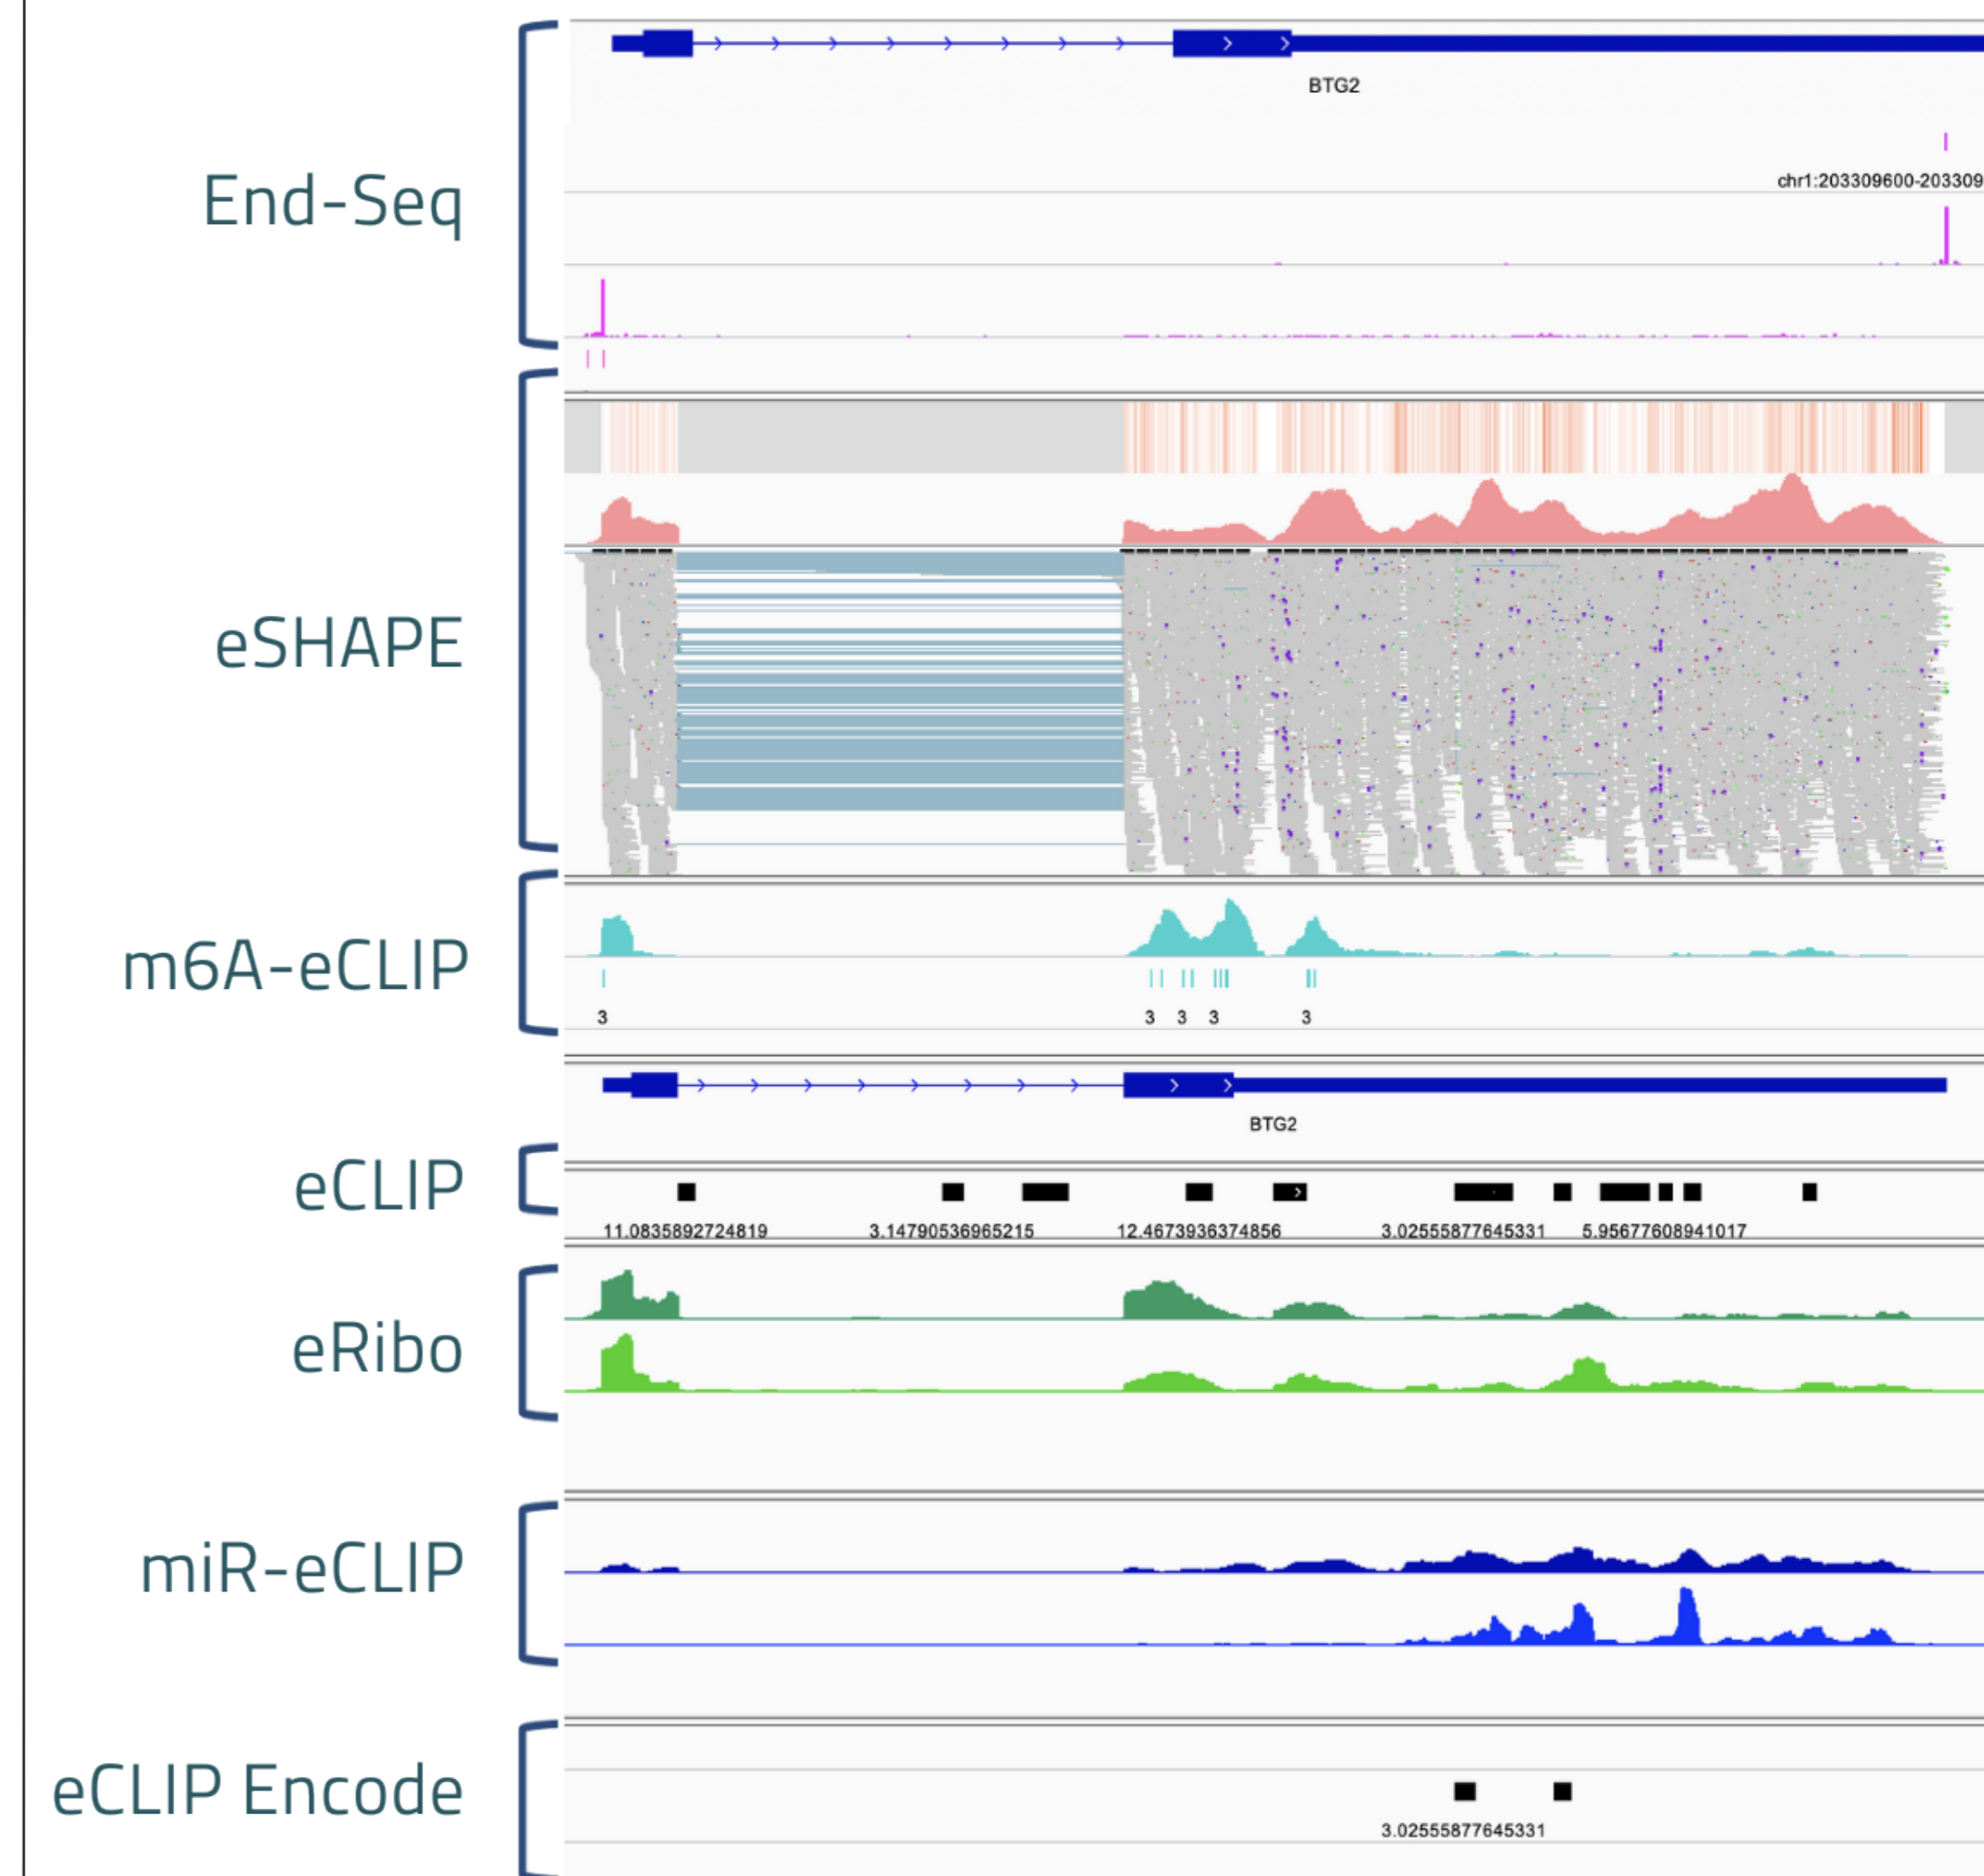 BTG2
chr1:203309600-203309
End-Seq
eSHAPE
m6A-eCLIP
3 3 3 3 3
BTG2
eCLIP
11.0835892724819 3.14790536965215 12.4673936374856 3.02555877645331 5.95677608941017
eRibo
miR-eCLIP
eCLIP Encode
3.02555877645331